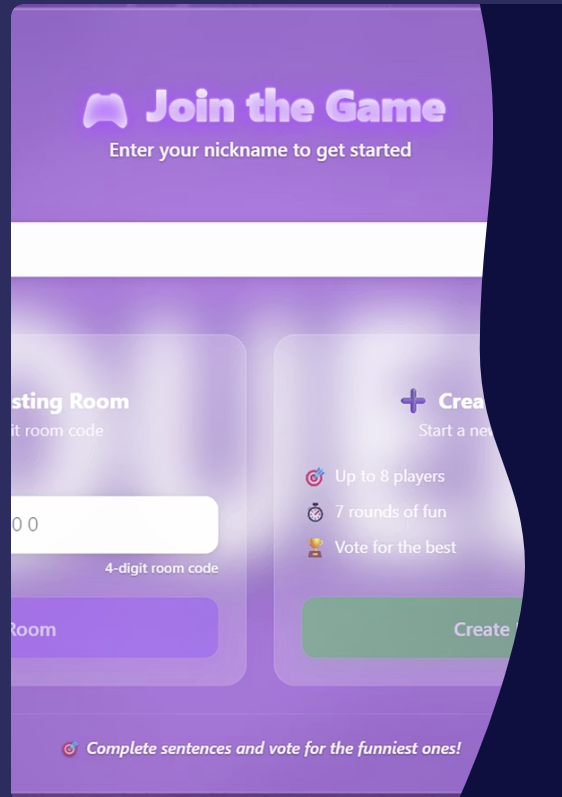 Join the Game
Enter your nickname to get started
sting Room
it room code
0 0
4-digit room code
Room
Crea
Start a new
Up to 8 players
7 rounds of fun
Vote for the best
Create
Complete sentences and vote for the funniest ones!